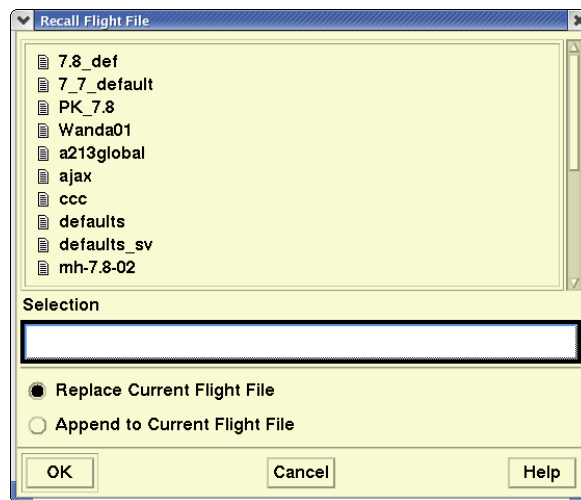 Recall Flight File
7.8_def
7_7_default
PK_7.8
Wanda01
a213global
ajax
ccc
defaults
defaults_sv
mh-7.8-02
Selection
Replace Current Flight File
Append to Current Flight File
OK Cancel Help